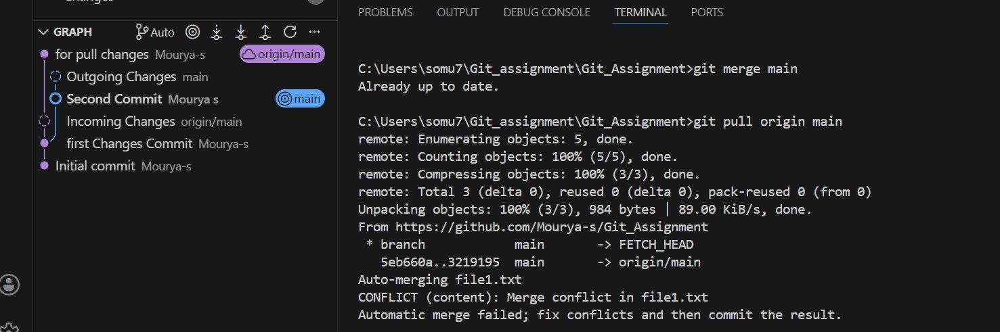 changes
GRAPH Auto
for pull changes Mourya-s origin/main
Outgoing Changes main
Second Commit Mourya s main
Incoming Changes origin/main
first Changes Commit Mourya-s
Initial commit Mourya-s
PROBLEMS OUTPUT DEBUG CONSOLE TERMINAL PORTS
C:\Users\somu7\Git_assignment\Git_Assignment>git merge main
Already up to date.
C:\Users\somu7\Git_assignment\Git_Assignment>git pull origin main
remote: Enumerating objects: 5, done.
remote: Counting objects: 100% (5/5), done.
remote: Compressing objects: 100% (3/3), done.
remote: Total 3 (delta 0), reused 0 (delta 0), pack-reused 0 (from 0)
Unpacking objects: 100% (3/3), 984 bytes | 89.00 KiB/s, done.
From https://github.com/Mourya-s/Git_Assignment
 * branch            main       -> FETCH_HEAD
   5eb660a..3219195  main       -> origin/main
Auto-merging file1.txt
CONFLICT (content): Merge conflict in file1.txt
Automatic merge failed; fix conflicts and then commit the result.